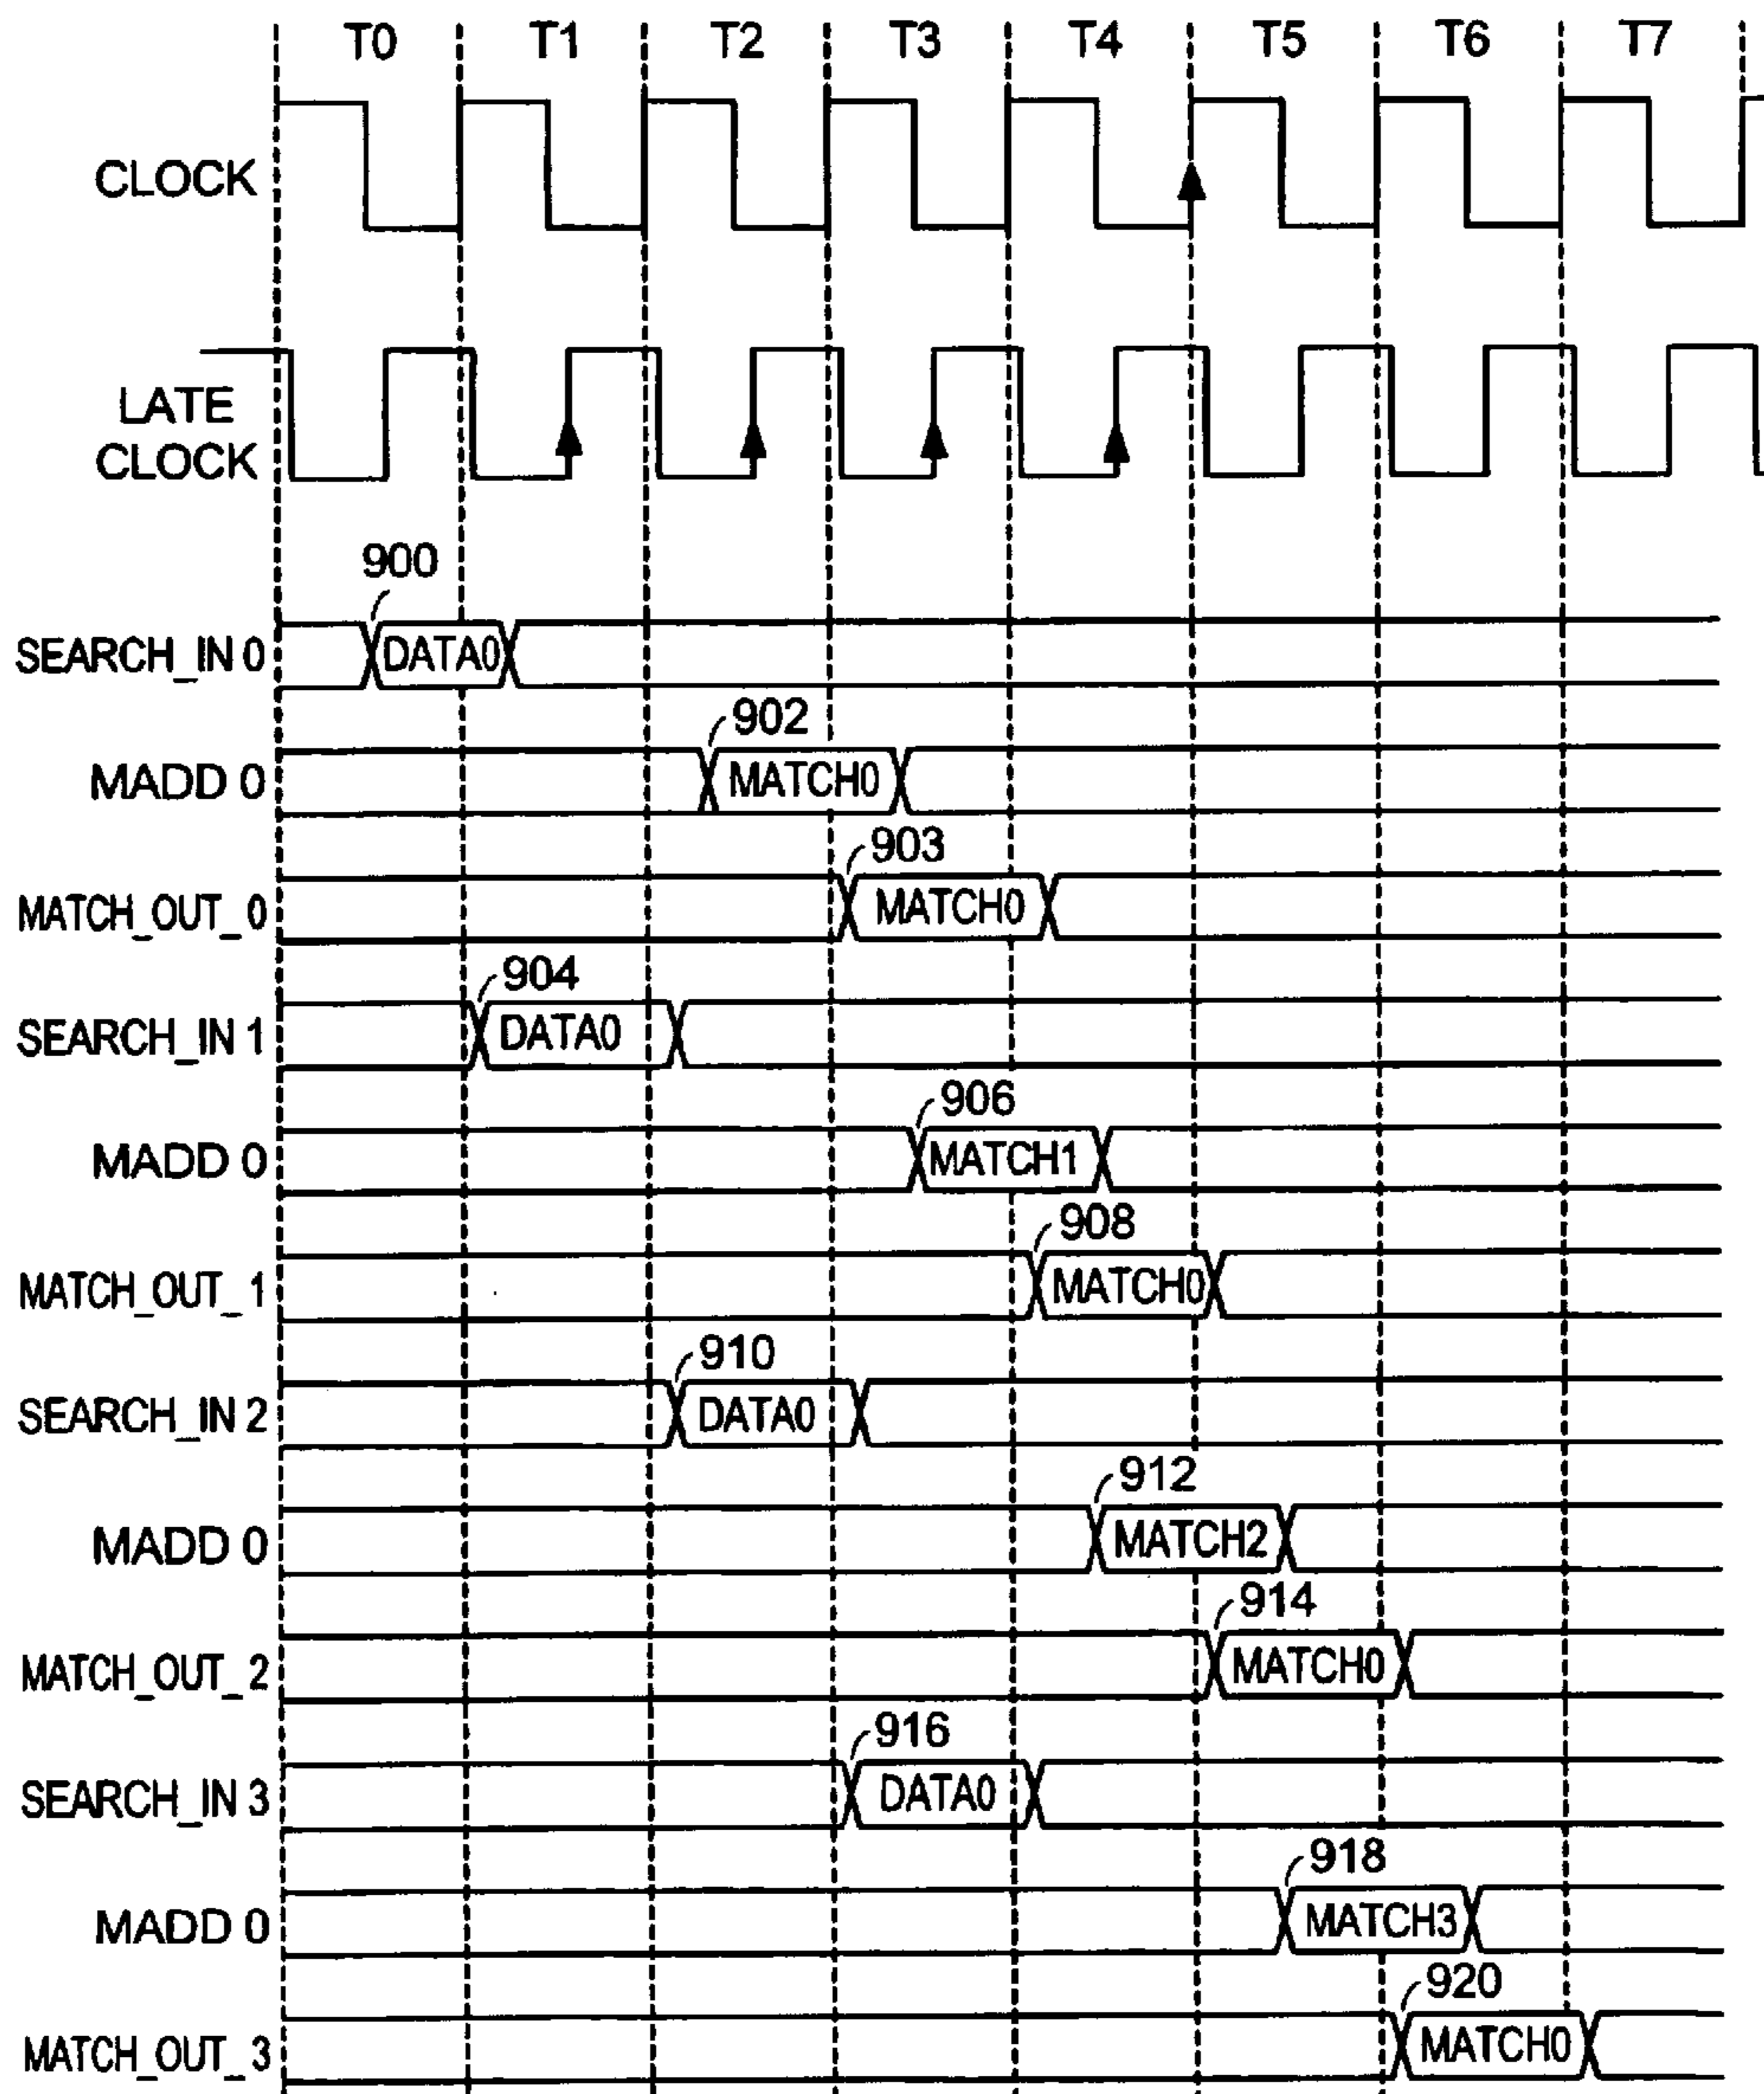 T0 T1 T2 T3 T4 T5 T6 T7
CLOCK
LATE
CLOCK
900
SEARCH_IN 0 DATA0
902
MADD 0 MATCH0
903
MATCH_OUT_0 MATCH0
904
SEARCH_IN 1 DATA0
906
MADD 0 MATCH1
908
MATCH_OUT_1 MATCH0
910
SEARCH_IN 2 DATA0
912
MADD 0 MATCH2
914
MATCH_OUT_2 MATCH0
916
SEARCH_IN 3 DATA0
918
MADD 0 MATCH3
920
MATCH_OUT_3 MATCH0